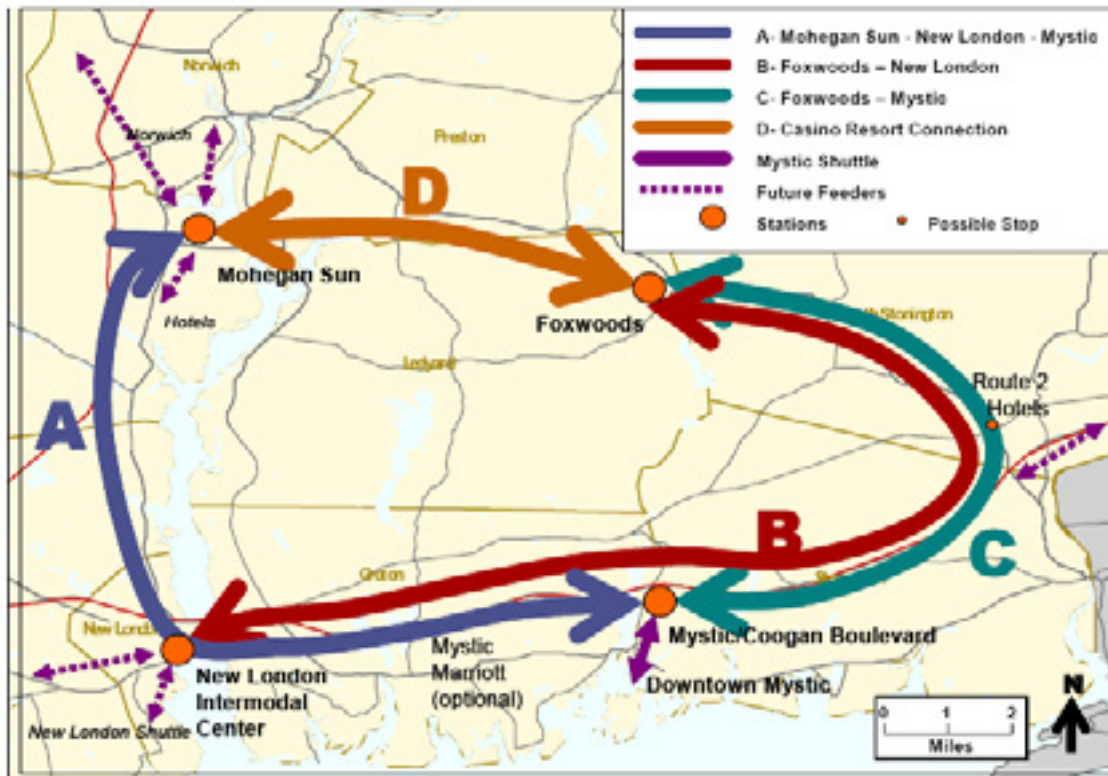 A- Mohegan Sun - New London - Mystic
B- Foxwoods – New London
C- Foxwoods – Mystic
D- Casino Resort Connection
Mystic Shuttle
Future Feeders
Stations
Possible Stop
Norwich
Norwich
Preston
D
Mohegan Sun
Hotels
Foxwoods
Stonington
Ledyard
Route 2
Hotels
A
B
C
Groton
New London
Mystic/Coogan Boulevard
Mystic
Marriott
(optional)
Downtown Mystic
New London
Intermodal
Center
New London Shuttle
0 1 2
Miles
N